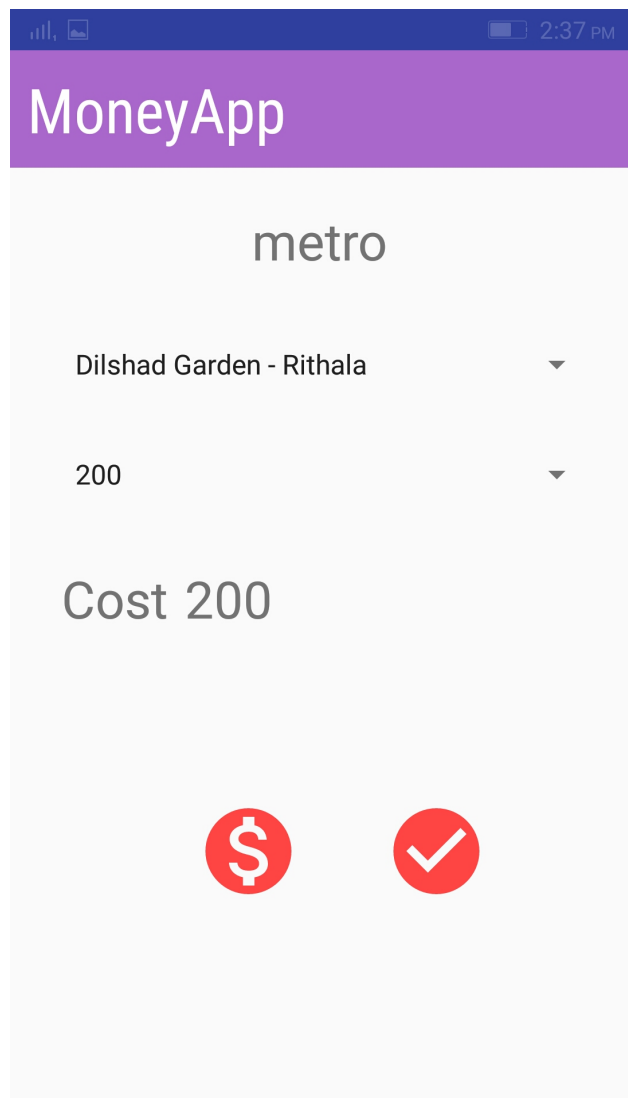 2:37 PM
MoneyApp
metro
Dilshad Garden - Rithala
200
Cost 200
$